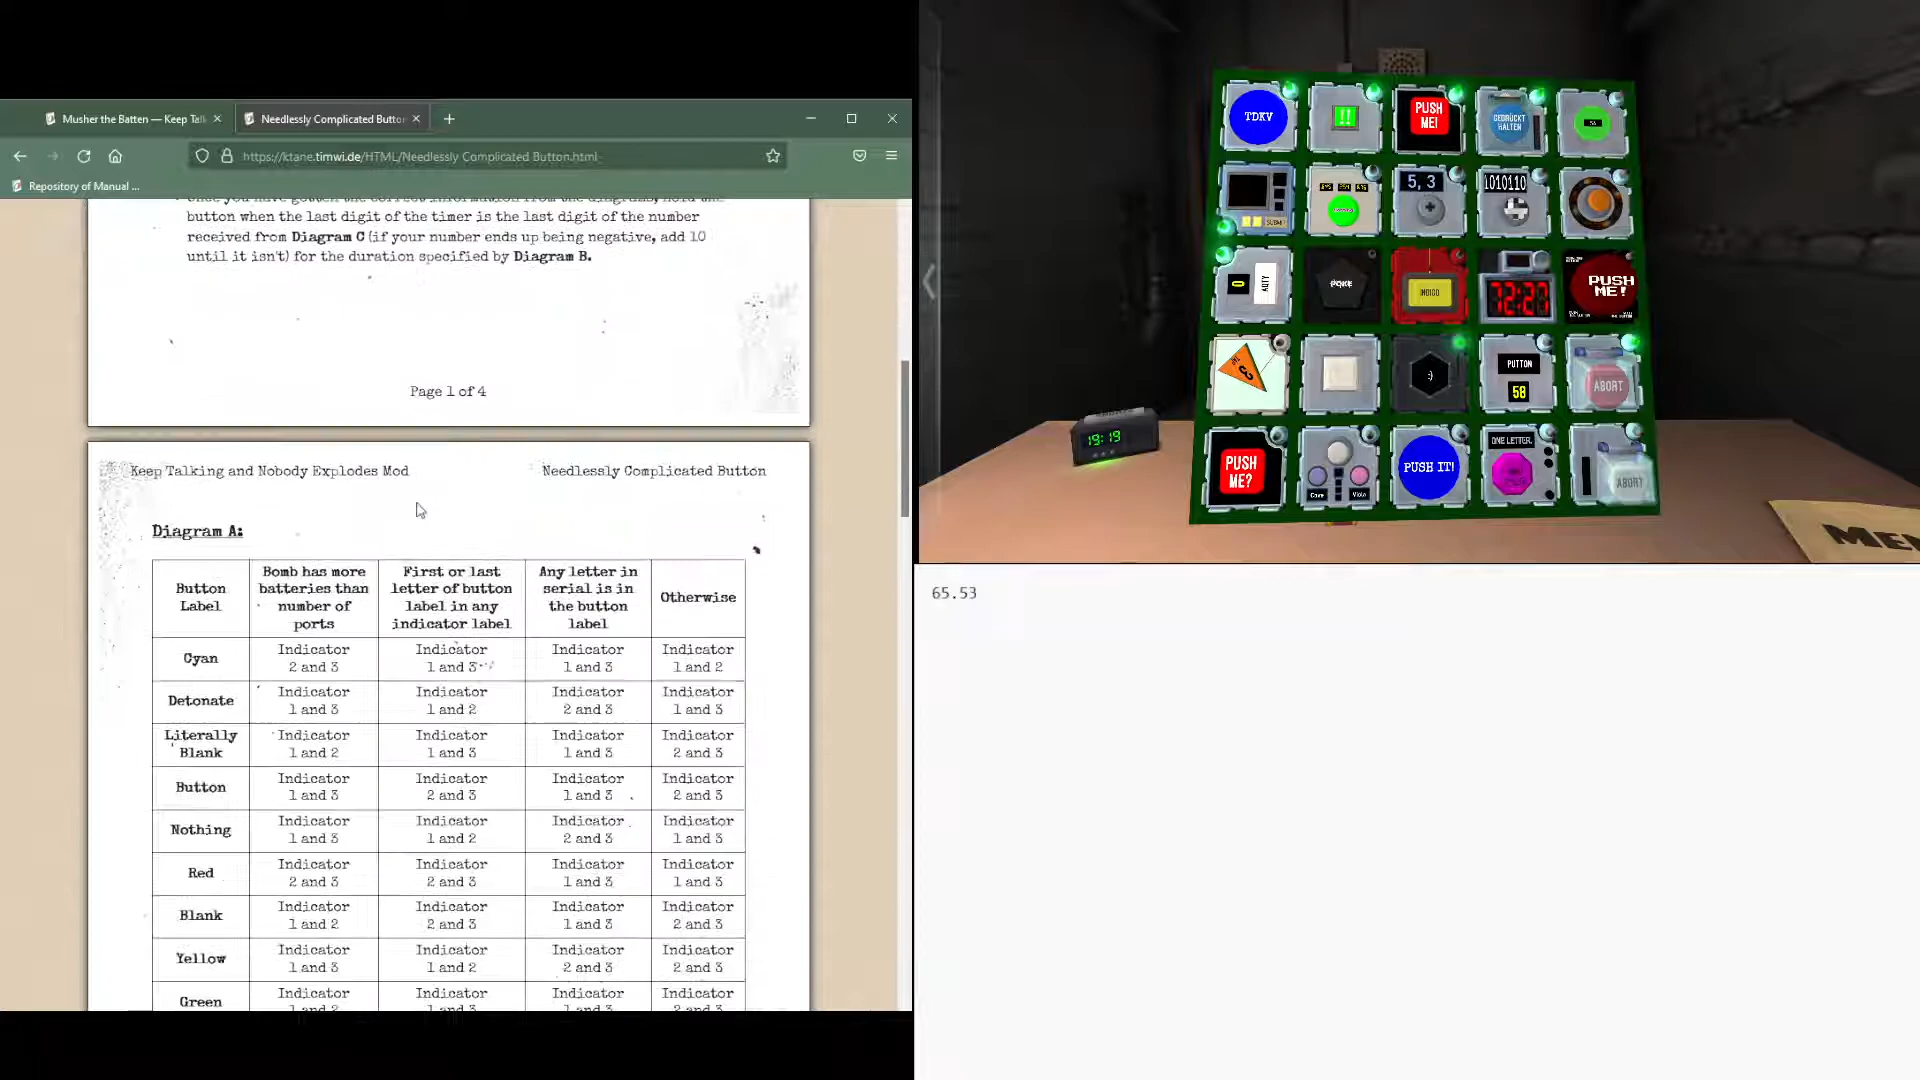 Musher the Batten — Keep Tal
Needlessly Complicated Button
https://ktane.timwi.de/HTML/Needlessly Complicated Button.html
Repository of Manual ...
button when the last digit of the timer is the last digit of the number
received from Diagram C (if your number ends up being negative, add 10
until it isn't) for the duration specified by Diagram B.
Page 1 of 4
Keep Talking and Nobody Explodes Mod
Needlessly Complicated Button
Diagram A:
Button Label
Bomb has more batteries than number of ports
First or last letter of button label in any indicator label
Any letter in serial is in the button label
Otherwise
Cyan
Indicator 2 and 3
Indicator 1 and 3
Indicator 1 and 3
Indicator 1 and 2
Detonate
Indicator 1 and 3
Indicator 1 and 2
Indicator 2 and 3
Indicator 1 and 3
Literally Blank
Indicator 1 and 2
Indicator 1 and 3
Indicator 1 and 3
Indicator 2 and 3
Button
Indicator 1 and 3
Indicator 2 and 3
Indicator 1 and 3
Indicator 2 and 3
Nothing
Indicator 1 and 3
Indicator 1 and 2
Indicator 2 and 3
Indicator 1 and 3
Red
Indicator 2 and 3
Indicator 2 and 3
Indicator 1 and 3
Indicator 1 and 3
Blank
Indicator 1 and 2
Indicator 2 and 3
Indicator 1 and 3
Indicator 2 and 3
Yellow
Indicator 1 and 3
Indicator 1 and 2
Indicator 2 and 3
Indicator 2 and 3
Green
Indicator
Indicator
Indicator
Indicator
TDKV
!!
PUSH ME!
GEDRÜCKT HALTEN
SUBMIT
5, 3
1010110
0
POKE
INDIGO
12:27
PUSH ME!
3
:)
PUTTON
58
ABORT
PUSH ME?
Viola
PUSH IT!
ONE LETTER.
ABORT
19:19
65.53